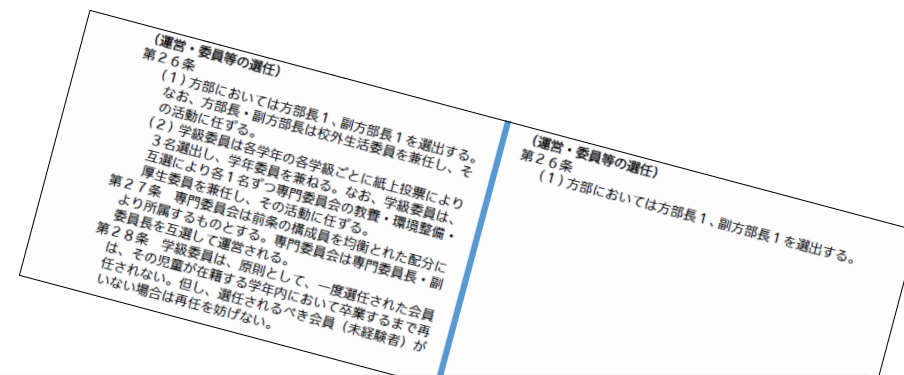 （運営・委員等の選任）
第２６条
（１）方部においては方部長１、副方部長１を選出する。
なお、方部長・副方部長は校外生活委員を兼任し、そ
の活動に任ずる。
（２）学級委員は各学年の各学級ごとに紙上投票により
３名選出し、学年委員を兼ねる。なお、学級委員は、
互選により各１名ずつ専門委員会の教養・環境整備・
厚生委員を兼任し、その活動に任ずる。
第２７条　専門委員会は前条の構成員を均衡とれた配分に
より所属するものとする。専門委員会は専門委員長・副
委員長を互選して運営される。
第２８条　学級委員は、原則として、一度選任された会員
は、その児童が在籍する学年内において卒業するまで再
任されない。但し、選任されるべき会員（未経験者）が
いない場合は再任を妨げない。
（運営・委員等の選任）
第２６条
（１）方部においては方部長１、副方部長１を選出する。